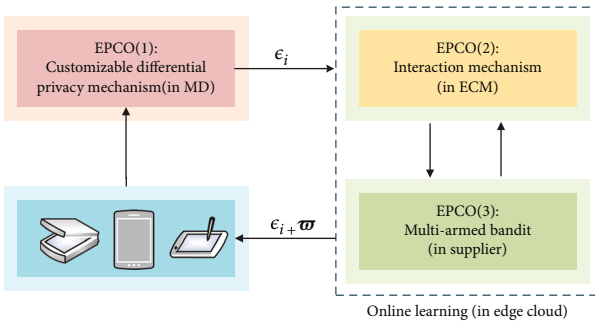 EPCO(1):
Customizable differential
privacy mechanism(in MD)
ϵᵢ
EPCO(2):
Interaction mechanism
(in ECM)
EPCO(3):
Multi-armed bandit
(in supplier)
ϵᵢ₊ϖ
Online learning (in edge cloud)